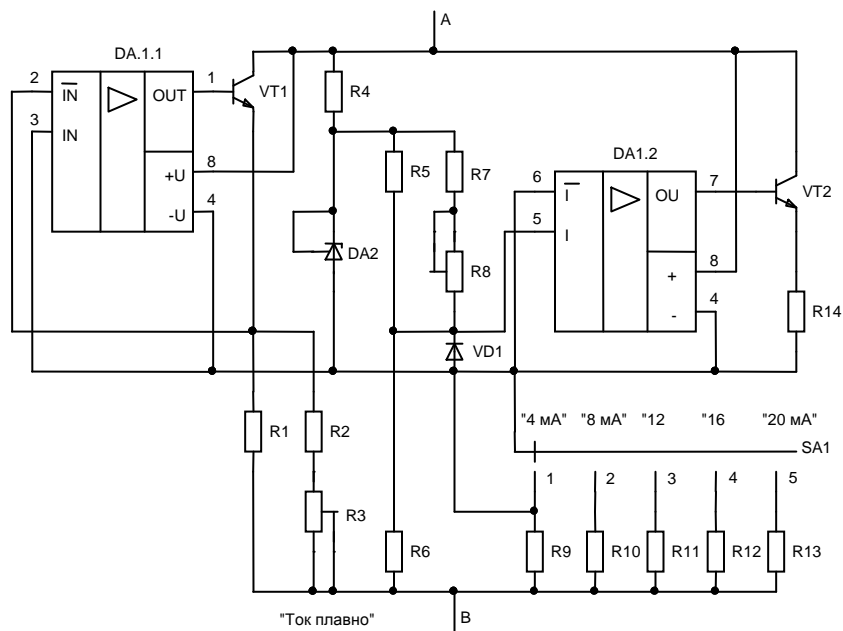 A
DA.1.1
2
IN
OUT
1
VT1
3
IN
8
+U
4
-U
R4
R5
R7
DA2
R8
VD1
DA1.2
6
I
OU
7
VT2
5
I
8
+
4
-
R14
R1
R2
R3
R6
"4 мА" "8 мА" "12 "16 "20 мА"
SA1
1 2 3 4 5
R9 R10 R11 R12 R13
"Ток плавно"
B